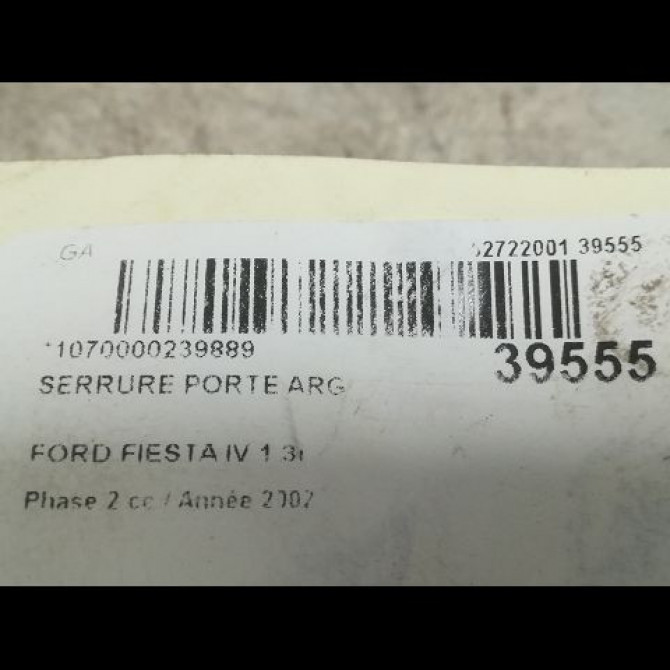 GA
52722001 39555
*1070000239889
39555
SERRURE PORTE ARG
FORD FIESTA IV 1.3i
Phase 2 cc / Année 2002